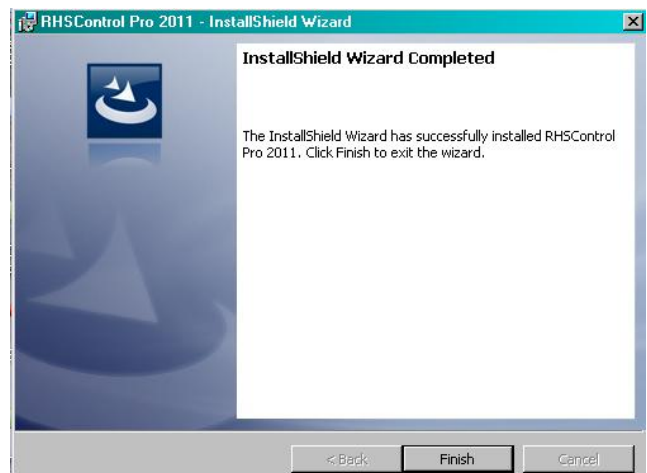 RHSControl Pro 2011 - InstallShield Wizard
InstallShield Wizard Completed
The InstallShield Wizard has successfully installed RHSControl
Pro 2011. Click Finish to exit the wizard.
< Back Finish Cancel